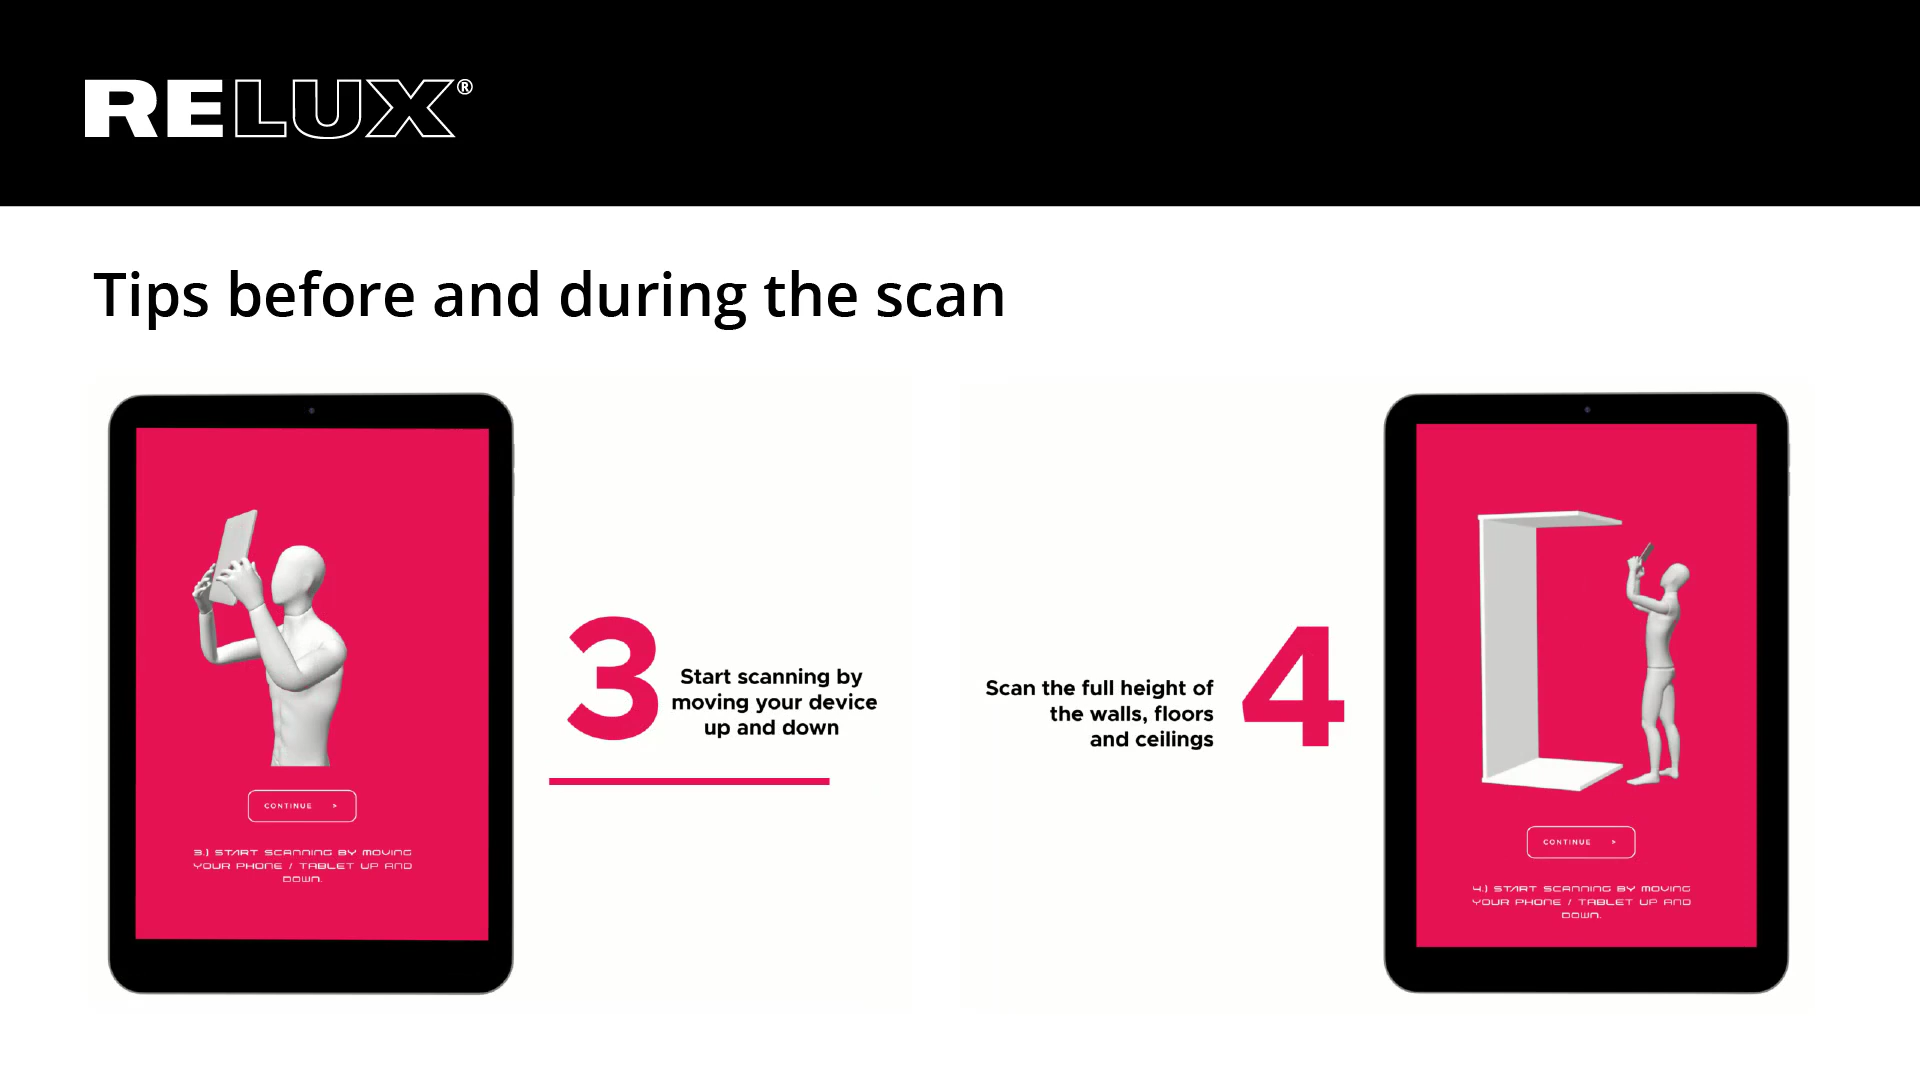 RELUX®
Tips before and during the scan
CONTINUE >
3.) START SCANNING BY MOVING
YOUR PHONE / TABLET UP AND
DOWN.
3
Start scanning by
moving your device
up and down
Scan the full height of
the walls, floors
and ceilings
4
CONTINUE >
4.) START SCANNING BY MOVING
YOUR PHONE / TABLET UP AND
DOWN.